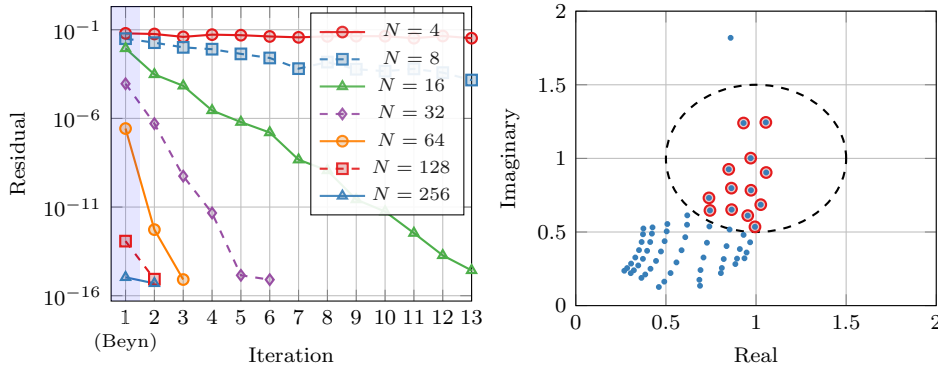 10^−1
10^−6
10^−11
10^−16
Residual
N = 4
N = 8
N = 16
N = 32
N = 64
N = 128
N = 256
1 2 3 4 5 6 7 8 9 10 11 12 13
(Beyn)
Iteration
2
1.5
1
0.5
0
Imaginary
0 0.5 1 1.5 2
Real